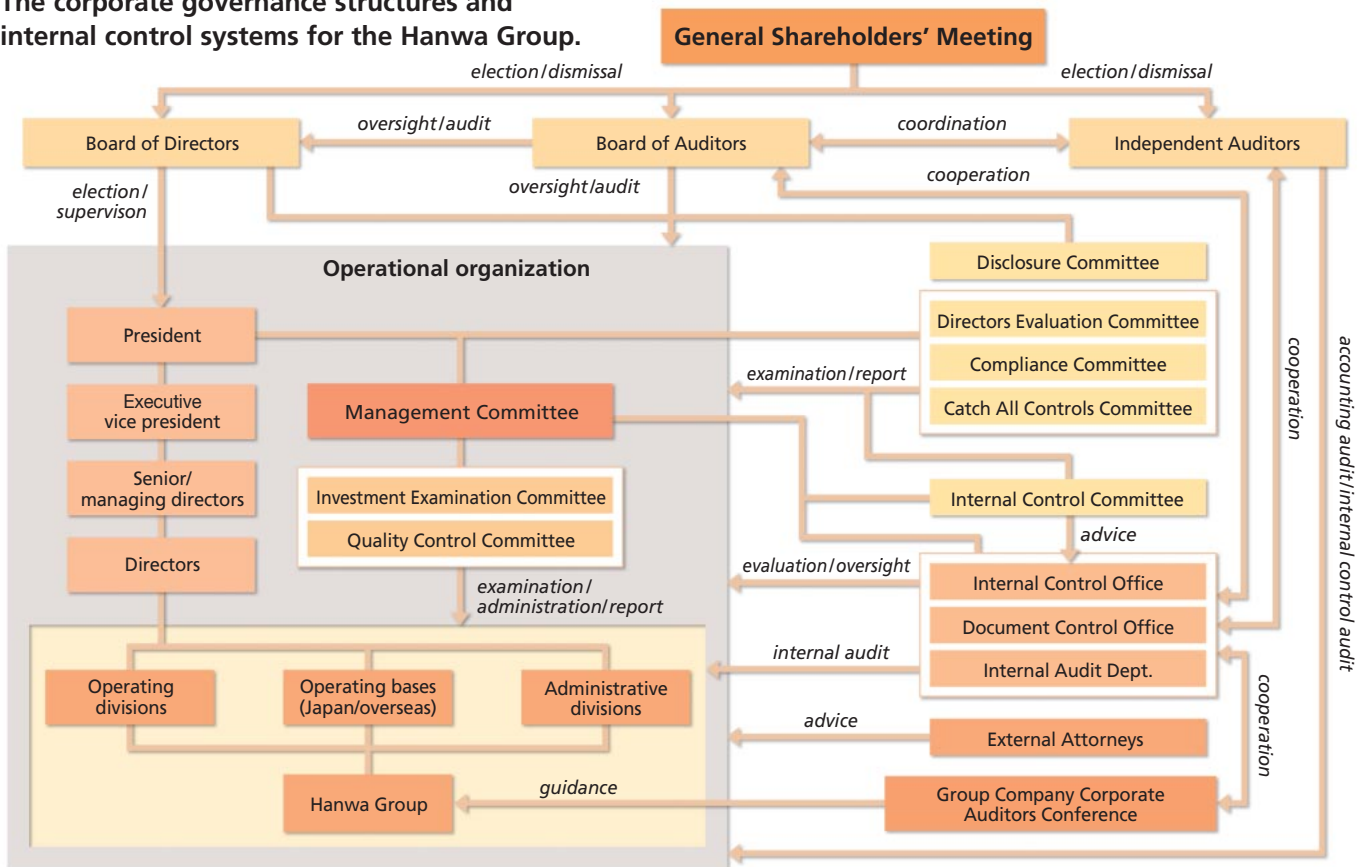 The corporate governance structures and
internal control systems for the Hanwa Group.
General Shareholders' Meeting
election/dismissal
election/dismissal
Board of Directors
oversight/audit
Board of Auditors
coordination
Independent Auditors
election/
supervison
oversight/audit
cooperation
Operational organization
Disclosure Committee
President
Directors Evaluation Committee
Compliance Committee
Catch All Controls Committee
examination/report
cooperation
accounting audit/internal control audit
Executive
vice president
Management Committee
Senior/
managing directors
Investment Examination Committee
Quality Control Committee
Internal Control Committee
advice
Directors
examination/
administration/report
evaluation/oversight
Internal Control Office
Document Control Office
Internal Audit Dept.
internal audit
cooperation
Operating
divisions
Operating bases
(Japan/overseas)
Administrative
divisions
advice
External Attorneys
Hanwa Group
guidance
Group Company Corporate
Auditors Conference